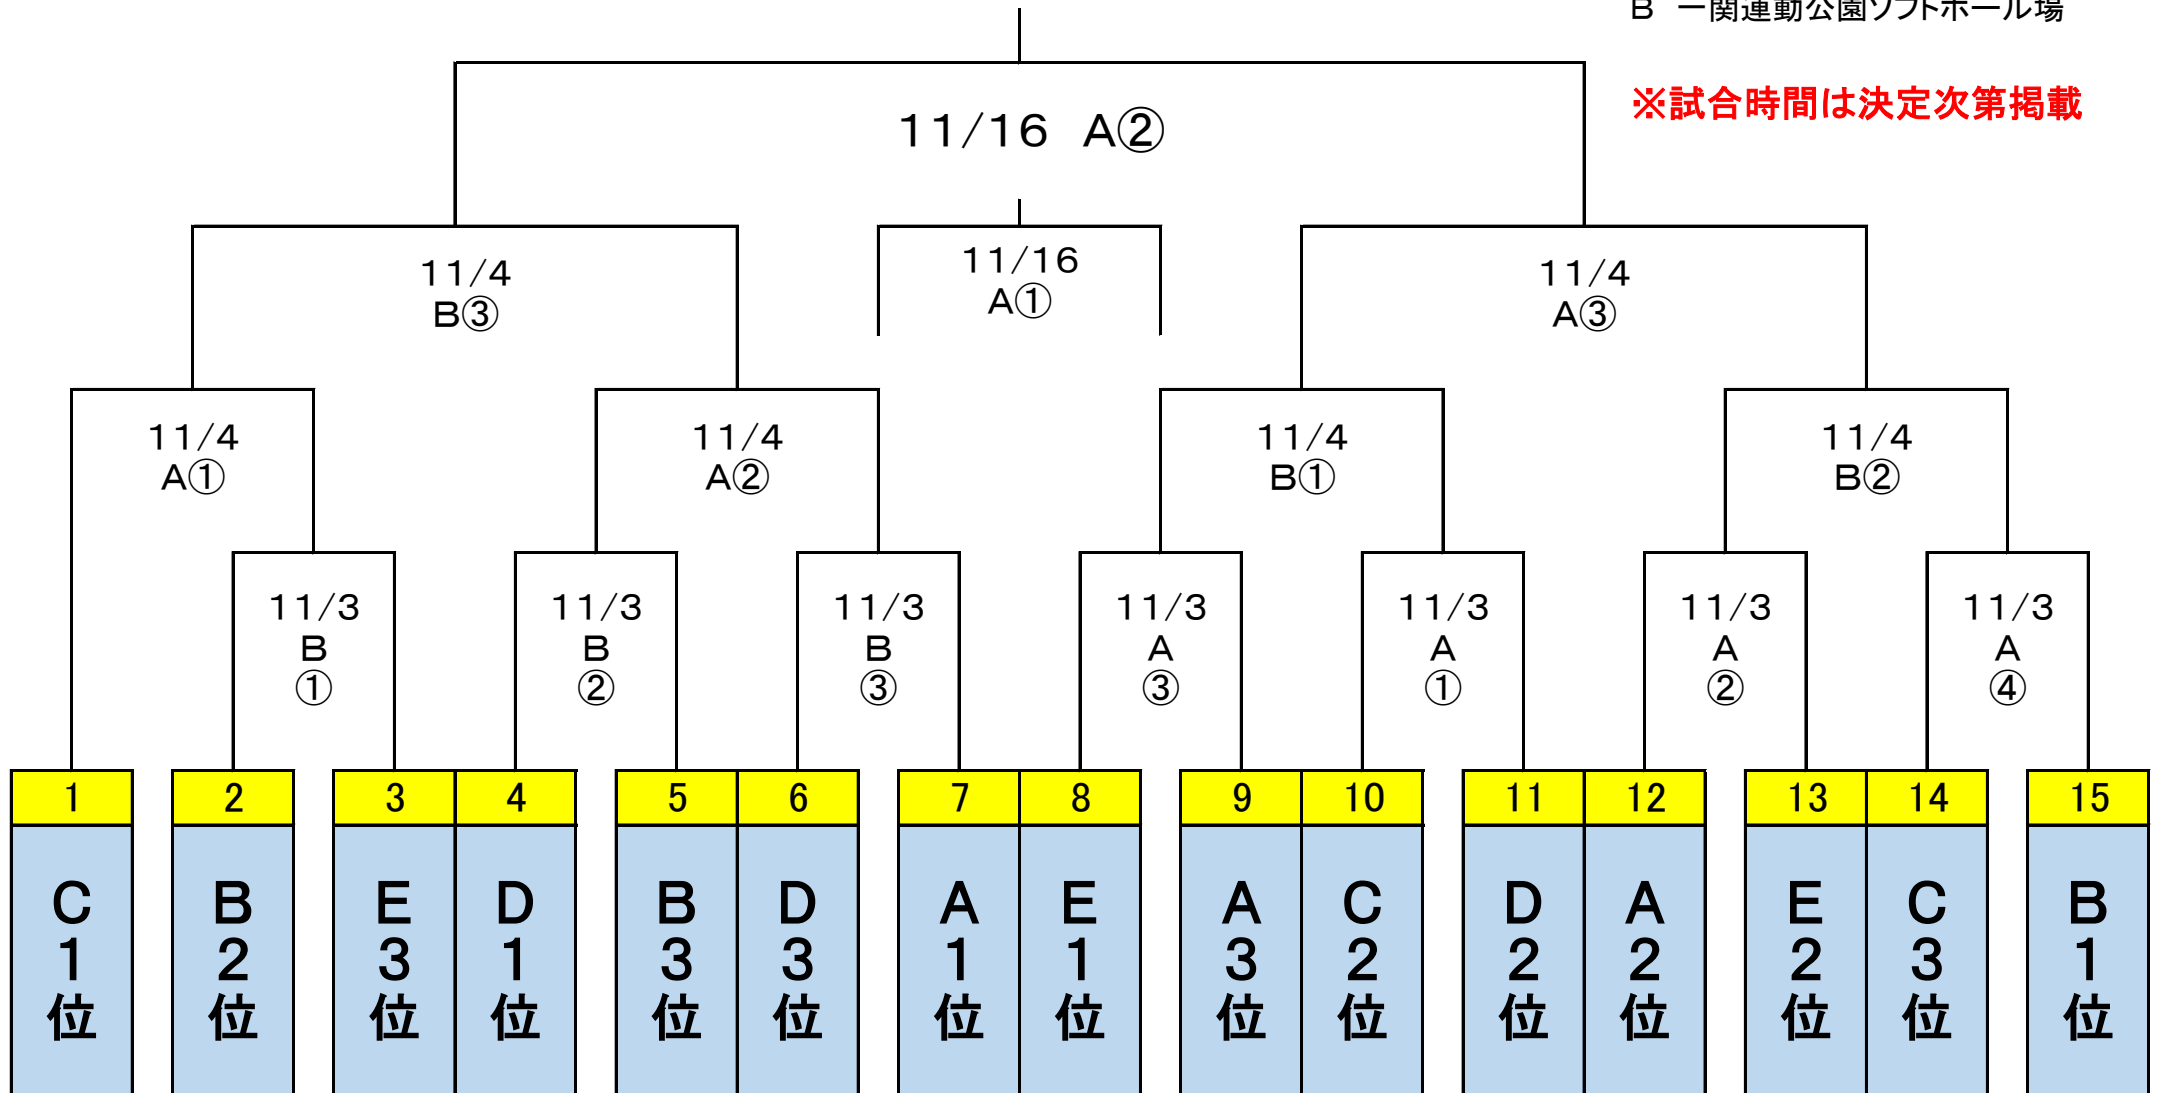 B 一関運動公園ソフトボール場
※試合時間は決定次第掲載
11/16 A②
11/4
B③
11/16
A①
11/4
A③
11/4
A①
11/4
A②
11/4
B①
11/4
B②
11/3
B
①
11/3
B
②
11/3
B
③
11/3
A
③
11/3
A
①
11/3
A
②
11/3
A
④
1 2 3 4 5 6 7 8 9 10 11 12 13 14 15
C1位
B2位
E3位
D1位
B3位
D3位
A1位
E1位
A3位
C2位
D2位
A2位
E2位
C3位
B1位